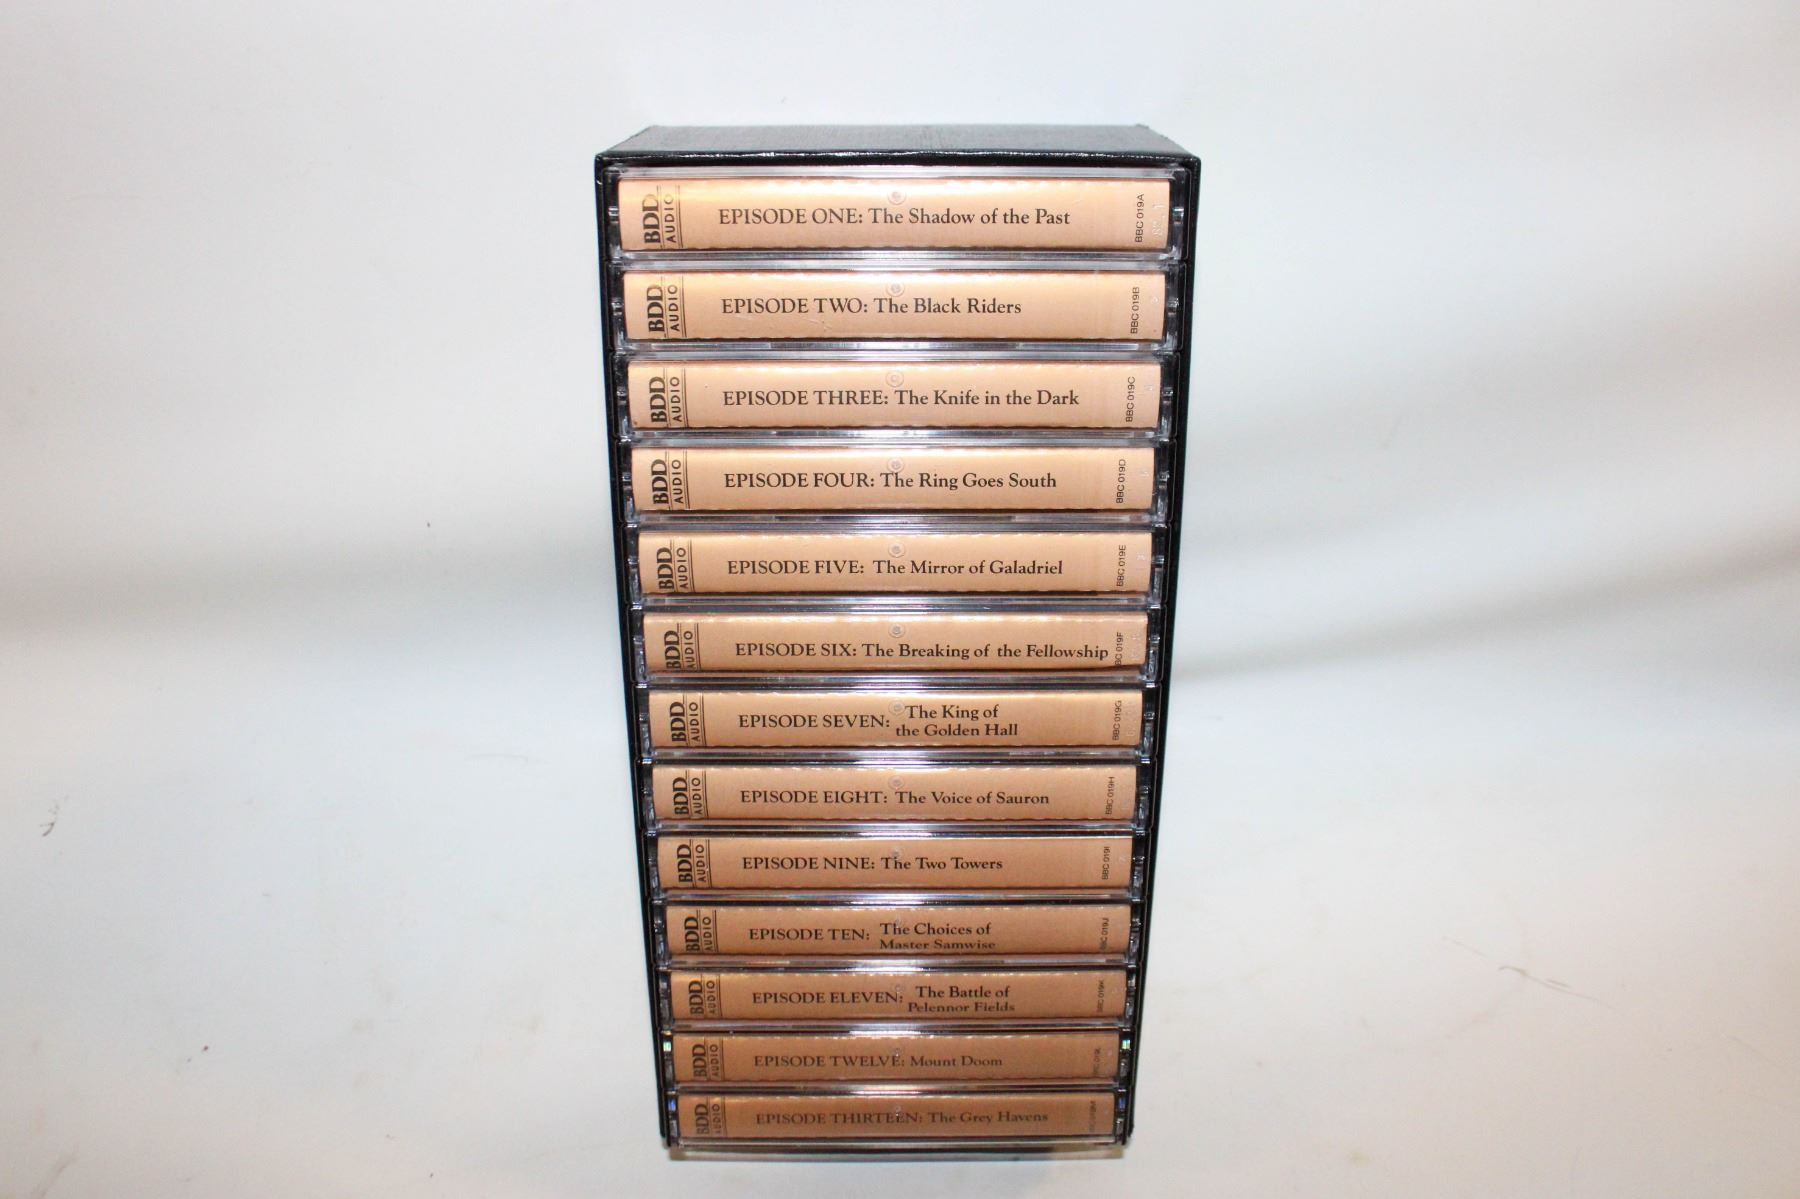 BDD
AUDIO
EPISODE ONE: The Shadow of the Past
BBC 019A
BDD
AUDIO
EPISODE TWO: The Black Riders
BBC 019B
BDD
AUDIO
EPISODE THREE: The Knife in the Dark
BBC 019C
BDD
AUDIO
EPISODE FOUR: The Ring Goes South
BBC 019D
BDD
AUDIO
EPISODE FIVE: The Mirror of Galadriel
BBC 019E
BDD
AUDIO
EPISODE SIX: The Breaking of the Fellowship
BBC 019F
BDD
AUDIO
EPISODE SEVEN: The King of
the Golden Hall
BBC 019G
BDD
AUDIO
EPISODE EIGHT: The Voice of Sauron
BBC 019H
BDD
AUDIO
EPISODE NINE: The Two Towers
BBC 019I
BDD
AUDIO
EPISODE TEN: The Choices of
Master Samwise
BBC 019J
BDD
AUDIO
EPISODE ELEVEN: The Battle of
Pelennor Fields
BBC 019K
BDD
AUDIO
EPISODE TWELVE: Mount Doom
BBC 019L
BDD
AUDIO
EPISODE THIRTEEN: The Grey Havens
BBC 019M